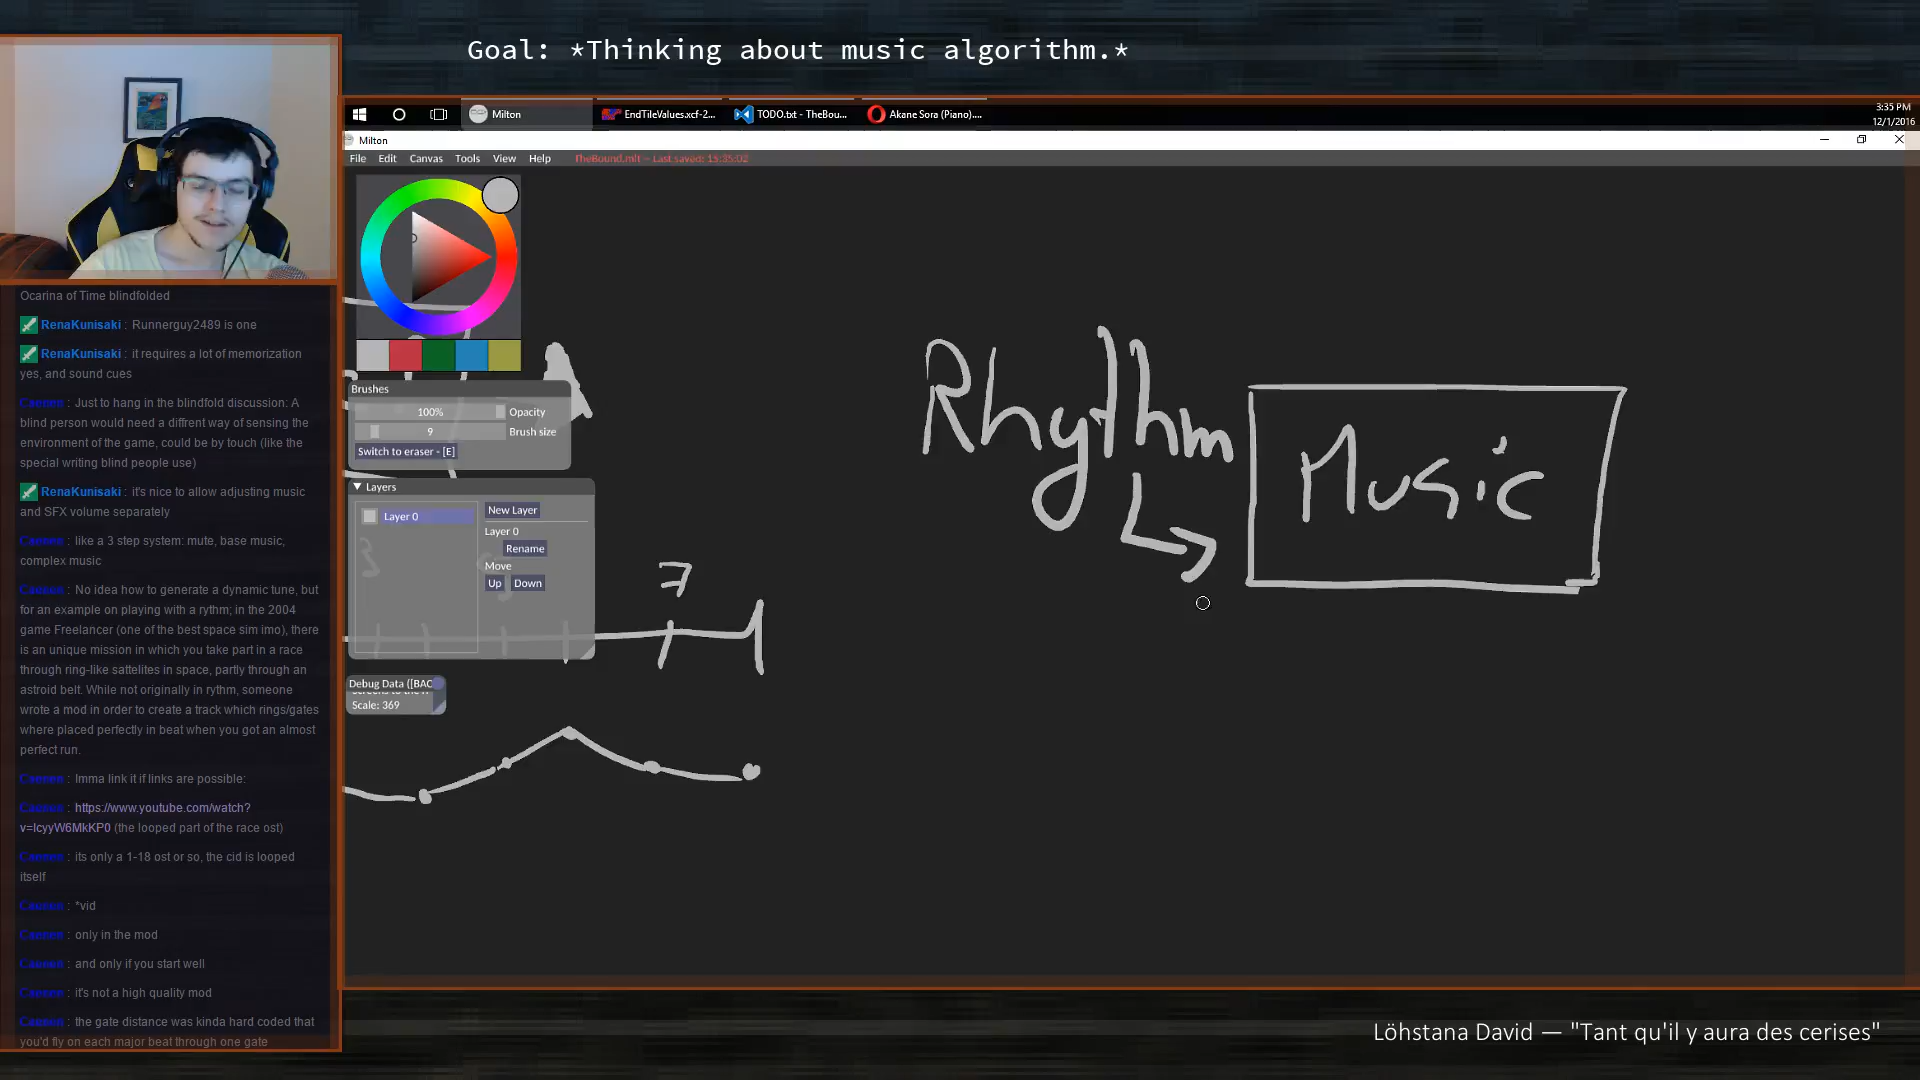 Goal: *Thinking about music algorithm.*
Milton
EndTileValues.xcf-2...
TODO.txt - TheBou...
Akane Sora (Piano)....
3:35 PM
12/1/2016
Milton
File Edit Canvas Tools View Help
TheBound.mlt -- Last saved: 15:35:02
Brushes
100% Opacity
9 Brush size
Switch to eraser - [E]
Layers
Layer 0
New Layer
Layer 0
Rename
Move
Up Down
Debug Data ([BAC
Scale: 369
3
7
Rhythm
Music
Ocarina of Time blindfolded
RenaKunisaki : Runnerguy2489 is one
RenaKunisaki : it requires a lot of memorization
yes, and sound cues
Just to hang in the blindfold discussion: A
blind person would need a diffrent way of sensing the
environment of the game, could be by touch (like the
special writing blind people use)
RenaKunisaki : it's nice to allow adjusting music
and SFX volume separately
like a 3 step system: mute, base music,
complex music
No idea how to generate a dynamic tune, but
for an example on playing with a rythm; in the 2004
game Freelancer (one of the best space sim imo), there
is an unique mission in which you take part in a race
through ring-like sattelites in space, partly through an
astroid belt. While not originally in rythm, someone
wrote a mod in order to create a track which rings/gates
where placed perfectly in beat when you got an almost
perfect run.
Imma link it if links are possible:
https://www.youtube.com/watch?
v=IcyyW6MkKP0 (the looped part of the race ost)
its only a 1-18 ost or so, the cid is looped
itself
*vid
only in the mod
and only if you start well
it's not a high quality mod
the gate distance was kinda hard coded that
you'd fly on each major beat through one gate
Löhstana David — "Tant qu'il y aura des cerises"